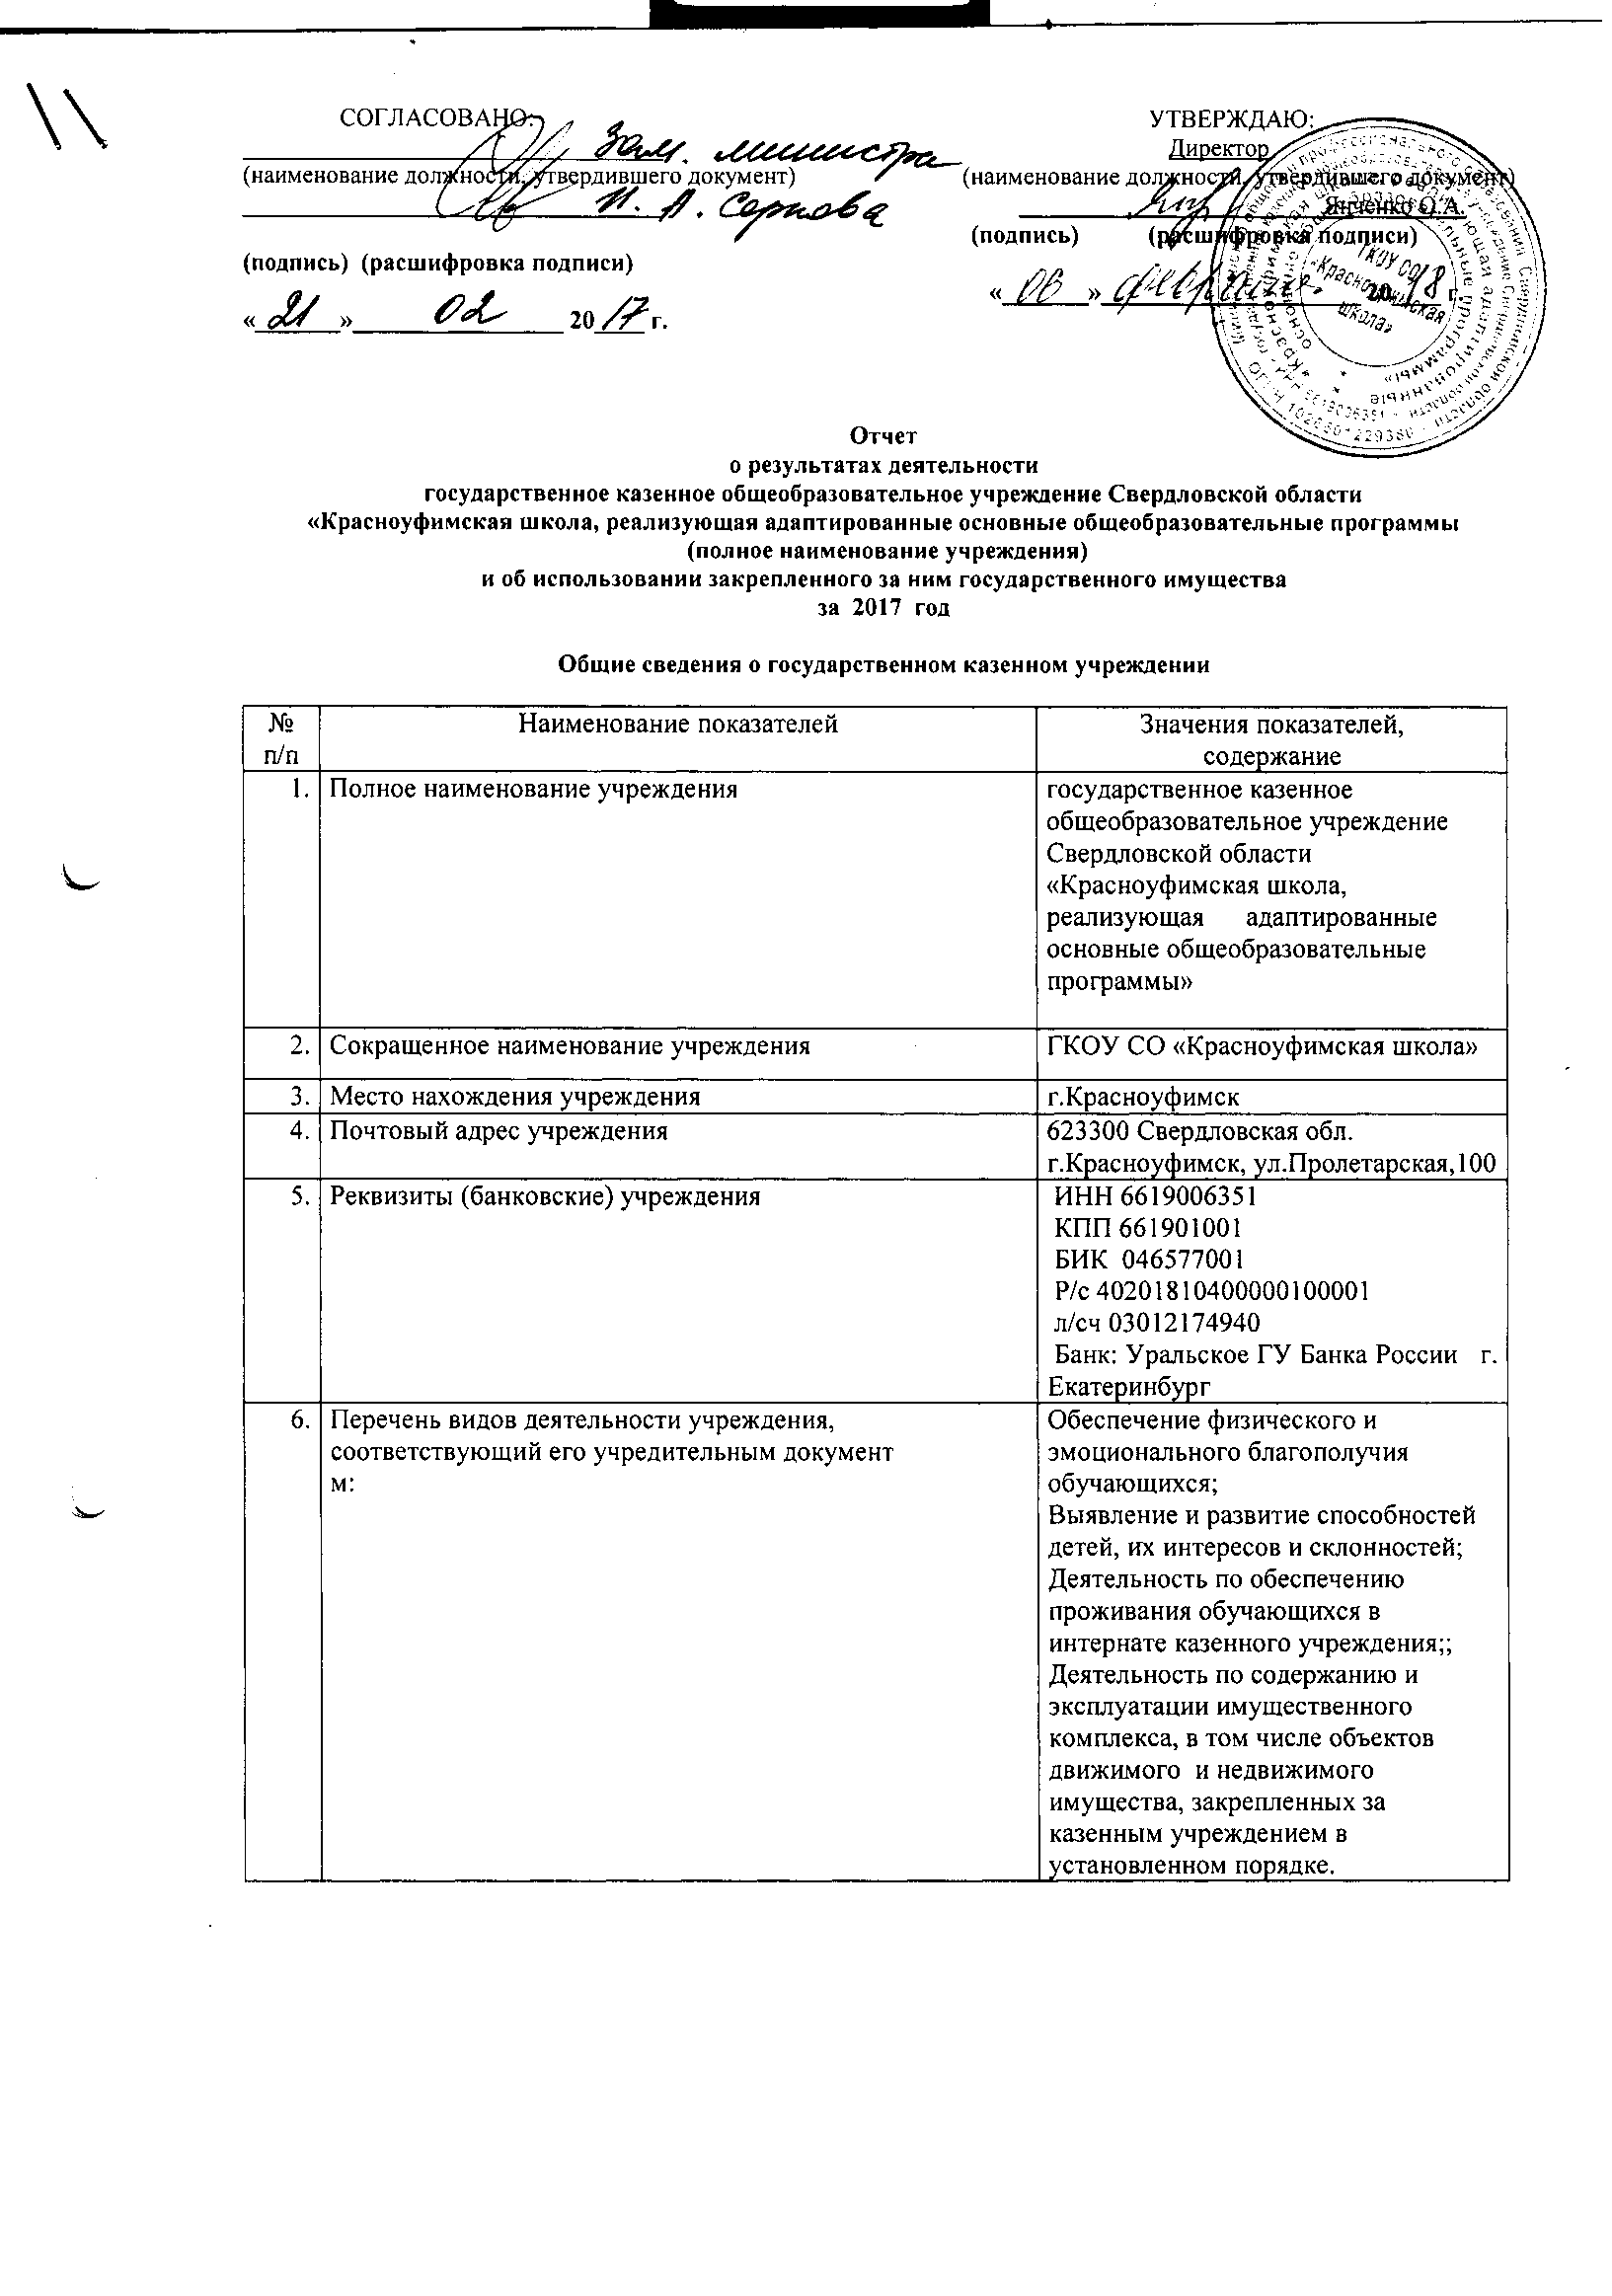 СОГЛАСОВАНО:
Зам. министра
(наименование должности, утвердившего документ)
Н. А. Серкова
(подпись) (расшифровка подписи)
«21» 02 2017 г.
УТВЕРЖДАЮ:
Директор
(наименование должности, утвердившего документ)
Янченко О.А.
(подпись) (расшифровка подписи)
«06» февраля 2018 г.
ГКОУ СО
«Красноуфимская
школа»
Отчет
о результатах деятельности
государственное казенное общеобразовательное учреждение Свердловской области
«Красноуфимская школа, реализующая адаптированные основные общеобразовательные программы
(полное наименование учреждения)
и об использовании закрепленного за ним государственного имущества
за 2017 год
Общие сведения о государственном казенном учреждении
№ Наименование показателей Значения показателей,
п/п содержание
1. Полное наименование учреждения государственное казенное
общеобразовательное учреждение
Свердловской области
«Красноуфимская школа,
реализующая адаптированные
основные общеобразовательные
программы»
2. Сокращенное наименование учреждения ГКОУ СО «Красноуфимская школа»
3. Место нахождения учреждения г.Красноуфимск
4. Почтовый адрес учреждения 623300 Свердловская обл.
г.Красноуфимск, ул.Пролетарская,100
5. Реквизиты (банковские) учреждения ИНН 6619006351
КПП 661901001
БИК 046577001
Р/с 40201810400000100001
л/сч 03012174940
Банк: Уральское ГУ Банка России г.
Екатеринбург
6. Перечень видов деятельности учреждения, Обеспечение физического и
соответствующий его учредительным документ эмоционального благополучия
м: обучающихся;
Выявление и развитие способностей
детей, их интересов и склонностей;
Деятельность по обеспечению
проживания обучающихся в
интернате казенного учреждения;;
Деятельность по содержанию и
эксплуатации имущественного
комплекса, в том числе объектов
движимого и недвижимого
имущества, закрепленных за
казенным учреждением в
установленном порядке.